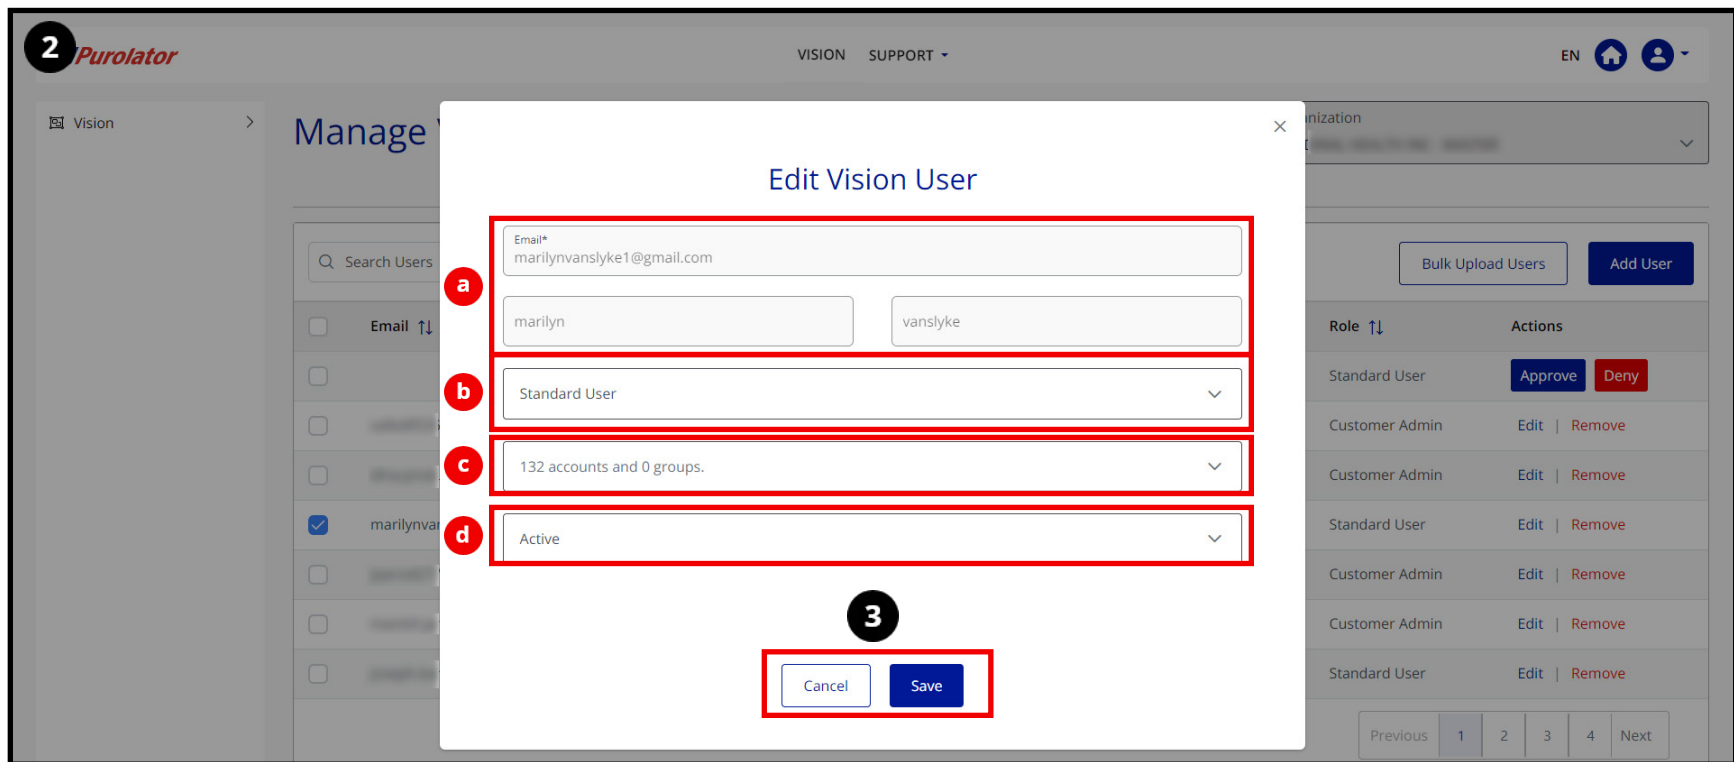 2
Purolator
VISION SUPPORT
EN
Vision
Manage
nization
Edit Vision User
Email*
marilynvanslyke1@gmail.com
a
marilyn vanslyke
b
Standard User
c
132 accounts and 0 groups.
d
Active
3
Cancel Save
Search Users
Bulk Upload Users Add User
Email Role Actions
Standard User Approve Deny
Customer Admin Edit | Remove
Customer Admin Edit | Remove
marilynvan Standard User Edit | Remove
Customer Admin Edit | Remove
Customer Admin Edit | Remove
Standard User Edit | Remove
Previous 1 2 3 4 Next